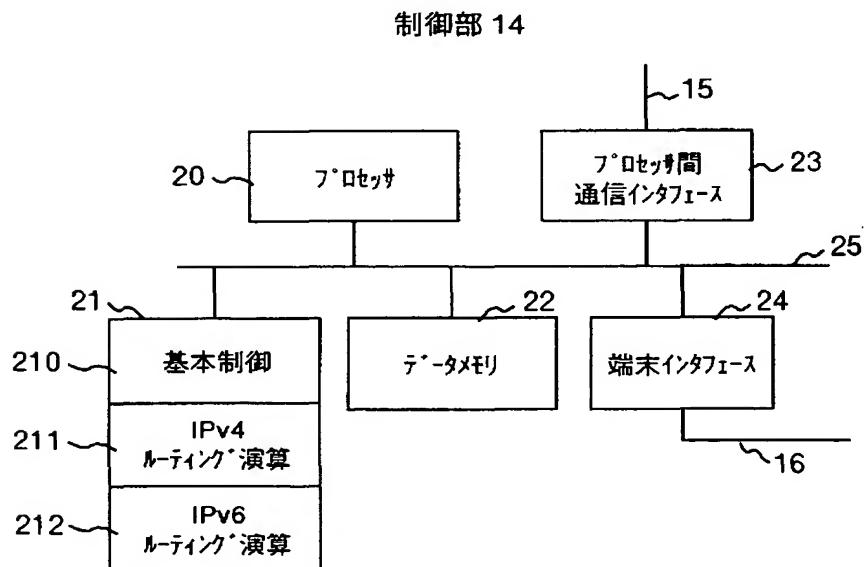 制御部 14
15
20
プロセッサ
プロセッサ間
通信インタフェース
23
25
21
22
24
210
基本制御
データメモリ
端末インタフェース
211
IPv4
ルーティング演算
16
212
IPv6
ルーティング演算